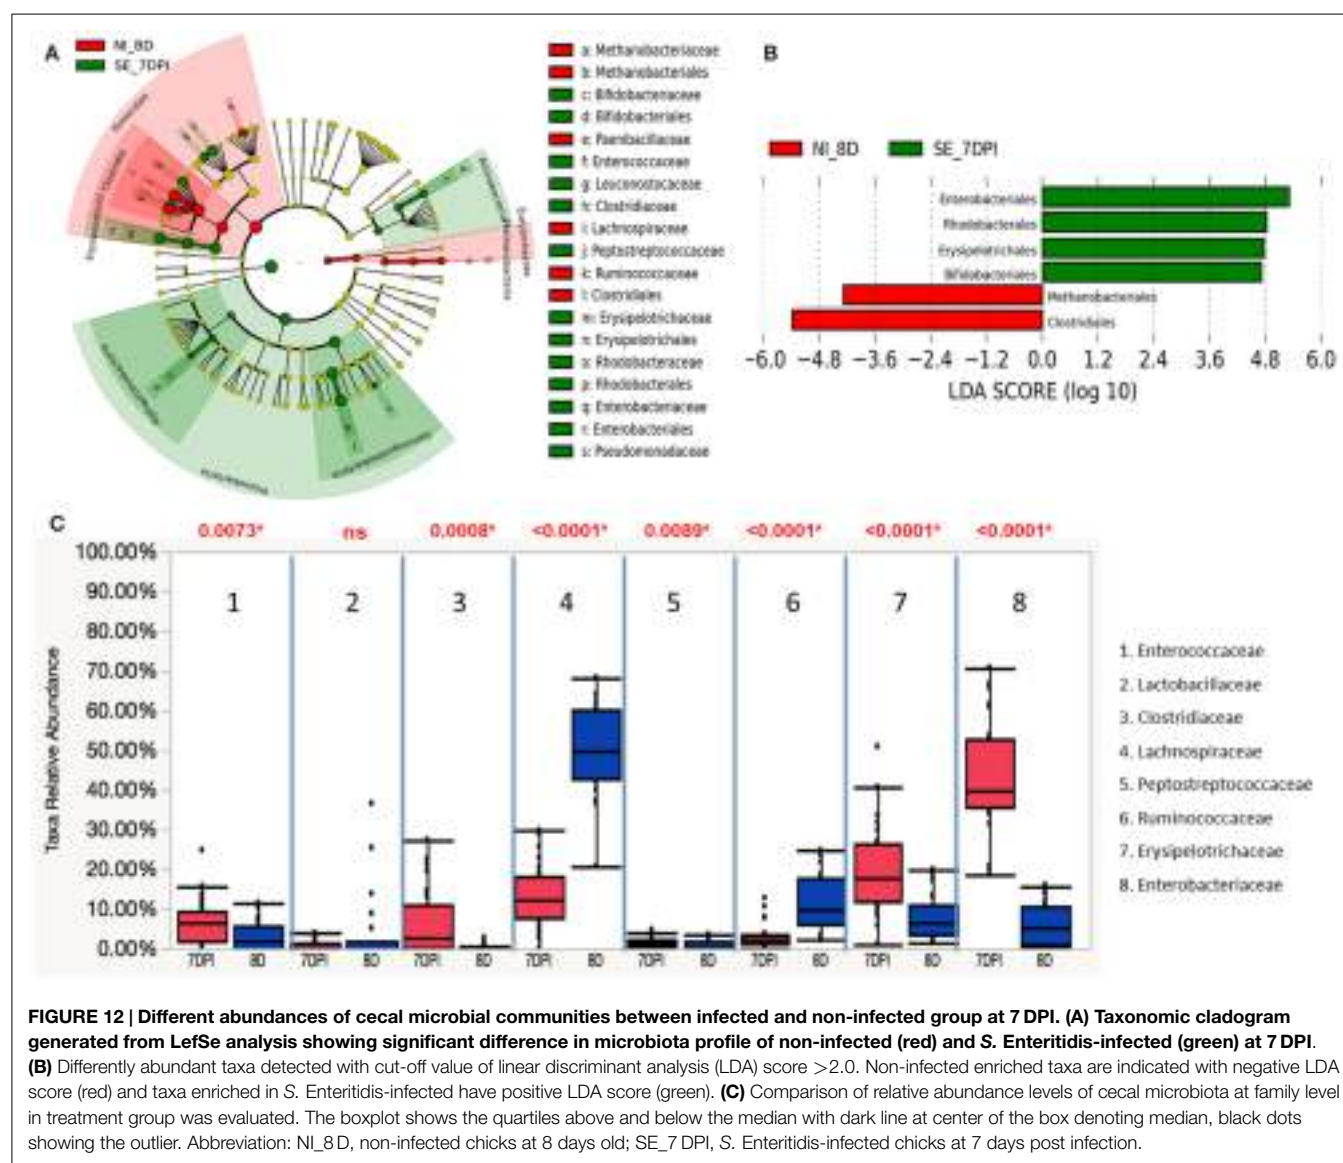 A
NI_8D
SE_7DPI
a: Methanobacteriaceae
b: Methanobacteriales
c: Bifidobacteriaceae
d: Bifidobacteriales
e: Paenibacillaceae
f: Enterococcaceae
g: Leuconostocaceae
h: Clostridiaceae
i: Lachnospiraceae
j: Peptostreptococcaceae
k: Ruminococcaceae
l: Clostridiales
m: Erysipelotrichaceae
n: Erysipelotrichales
o: Rhodobacteraceae
p: Rhodobacterales
q: Enterobacteriaceae
r: Enterobacteriales
s: Pseudomonadaceae
B
NI_8D SE_7DPI
Enterobacteriales
Rhodobacterales
Erysipelotrichales
Bifidobacteriales
Methanobacteriales
Clostridiales
−6.0 −4.8 −3.6 −2.4 −1.2 0.0 1.2 2.4 3.6 4.8 6.0
LDA SCORE (log 10)
C
0.0073* ns 0.0008* <0.0001* 0.0089* <0.0001* <0.0001* <0.0001*
100.00%
90.00%
80.00%
70.00%
60.00%
50.00%
40.00%
30.00%
20.00%
10.00%
0.00%
Taxa Relative Abundance
1 2 3 4 5 6 7 8
7DPI 8D 7DPI 8D 7DPI 8D 7DPI 8D 7DPI 8D 7DPI 8D 7DPI 8D 7DPI 8D
1. Enterococcaceae
2. Lactobacillaceae
3. Clostridiaceae
4. Lachnospiraceae
5. Peptostreptococcaceae
6. Ruminococcaceae
7. Erysipelotrichaceae
8. Enterobacteriaceae
FIGURE 12 | Different abundances of cecal microbial communities between infected and non-infected group at 7 DPI. (A) Taxonomic cladogram
generated from LefSe analysis showing significant difference in microbiota profile of non-infected (red) and S. Enteritidis-infected (green) at 7 DPI.
(B) Differently abundant taxa detected with cut-off value of linear discriminant analysis (LDA) score >2.0. Non-infected enriched taxa are indicated with negative LDA
score (red) and taxa enriched in S. Enteritidis-infected have positive LDA score (green). (C) Comparison of relative abundance levels of cecal microbiota at family level
in treatment group was evaluated. The boxplot shows the quartiles above and below the median with dark line at center of the box denoting median, black dots
showing the outlier. Abbreviation: NI_8 D, non-infected chicks at 8 days old; SE_7 DPI, S. Enteritidis-infected chicks at 7 days post infection.